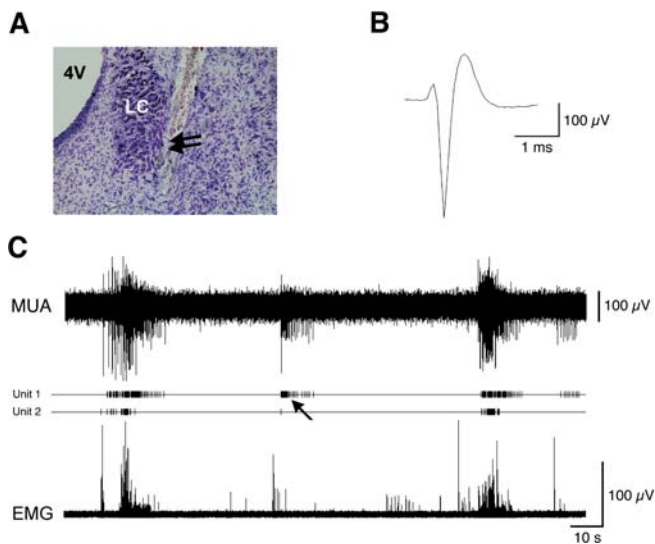 A
B
4V
LC
100 μV
1 ms
C
MUA
100 μV
Unit 1
Unit 2
EMG
100 μV
10 s